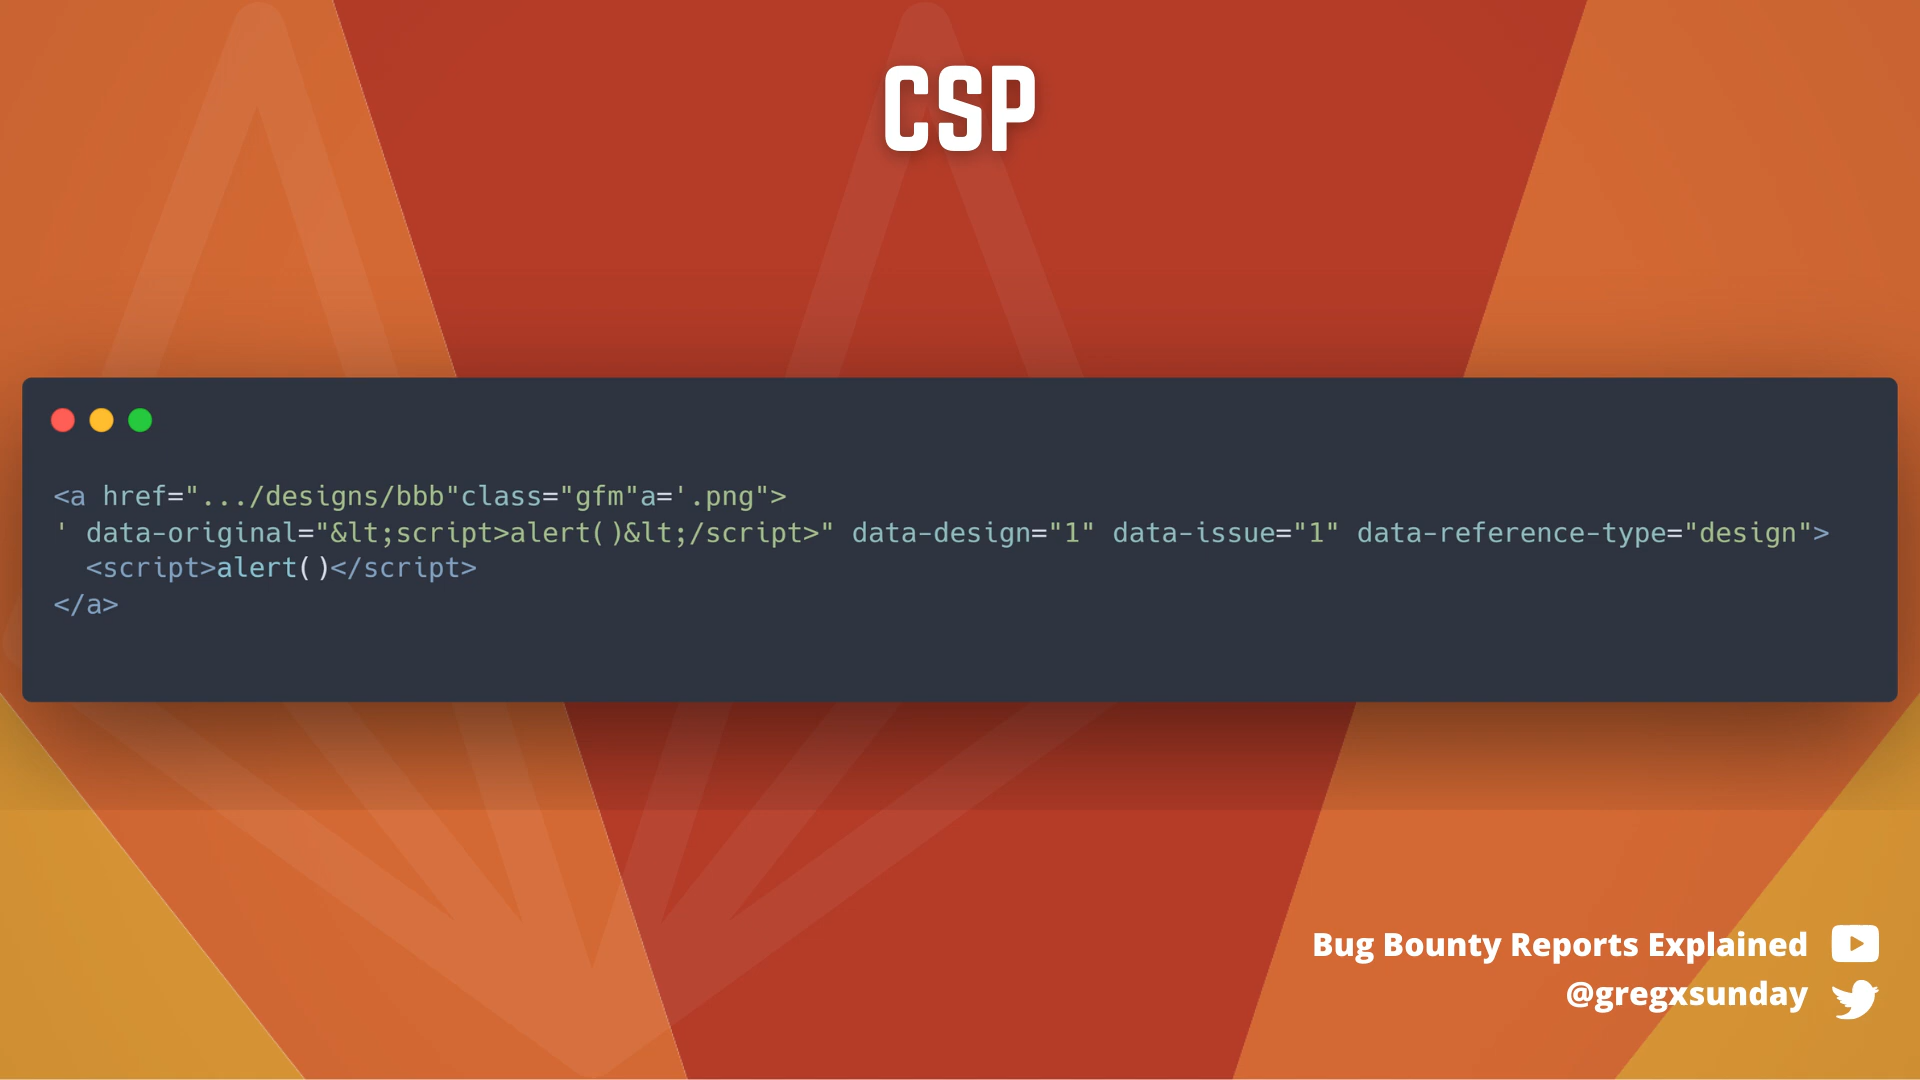 CSP
<a href=".../designs/bbb"class="gfm"a='.png">
' data-original="&lt;script>alert()&lt;/script>" data-design="1" data-issue="1" data-reference-type="design">
  <script>alert()</script>
</a>
Bug Bounty Reports Explained
@gregxsunday